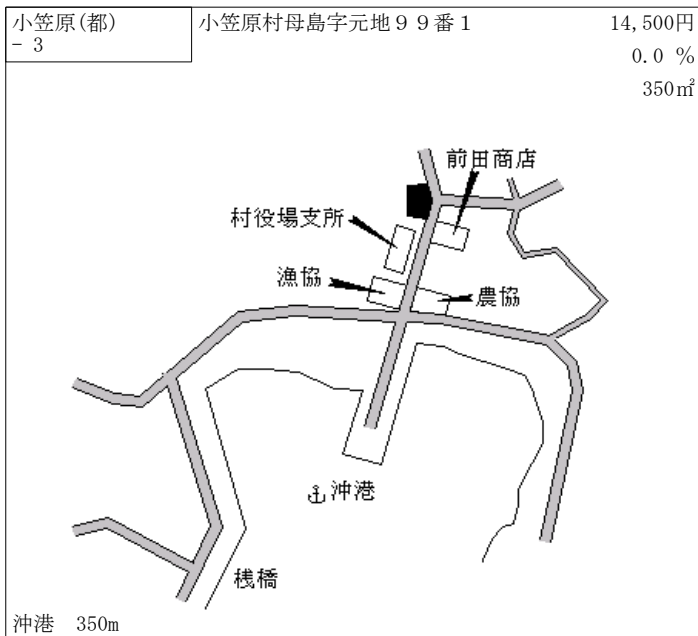 小笠原(都)
- 3
小笠原村母島字元地９９番１
14,500円
0.0 %
350㎡
前田商店
村役場支所
漁協
農協
沖港
桟橋
沖港 350m